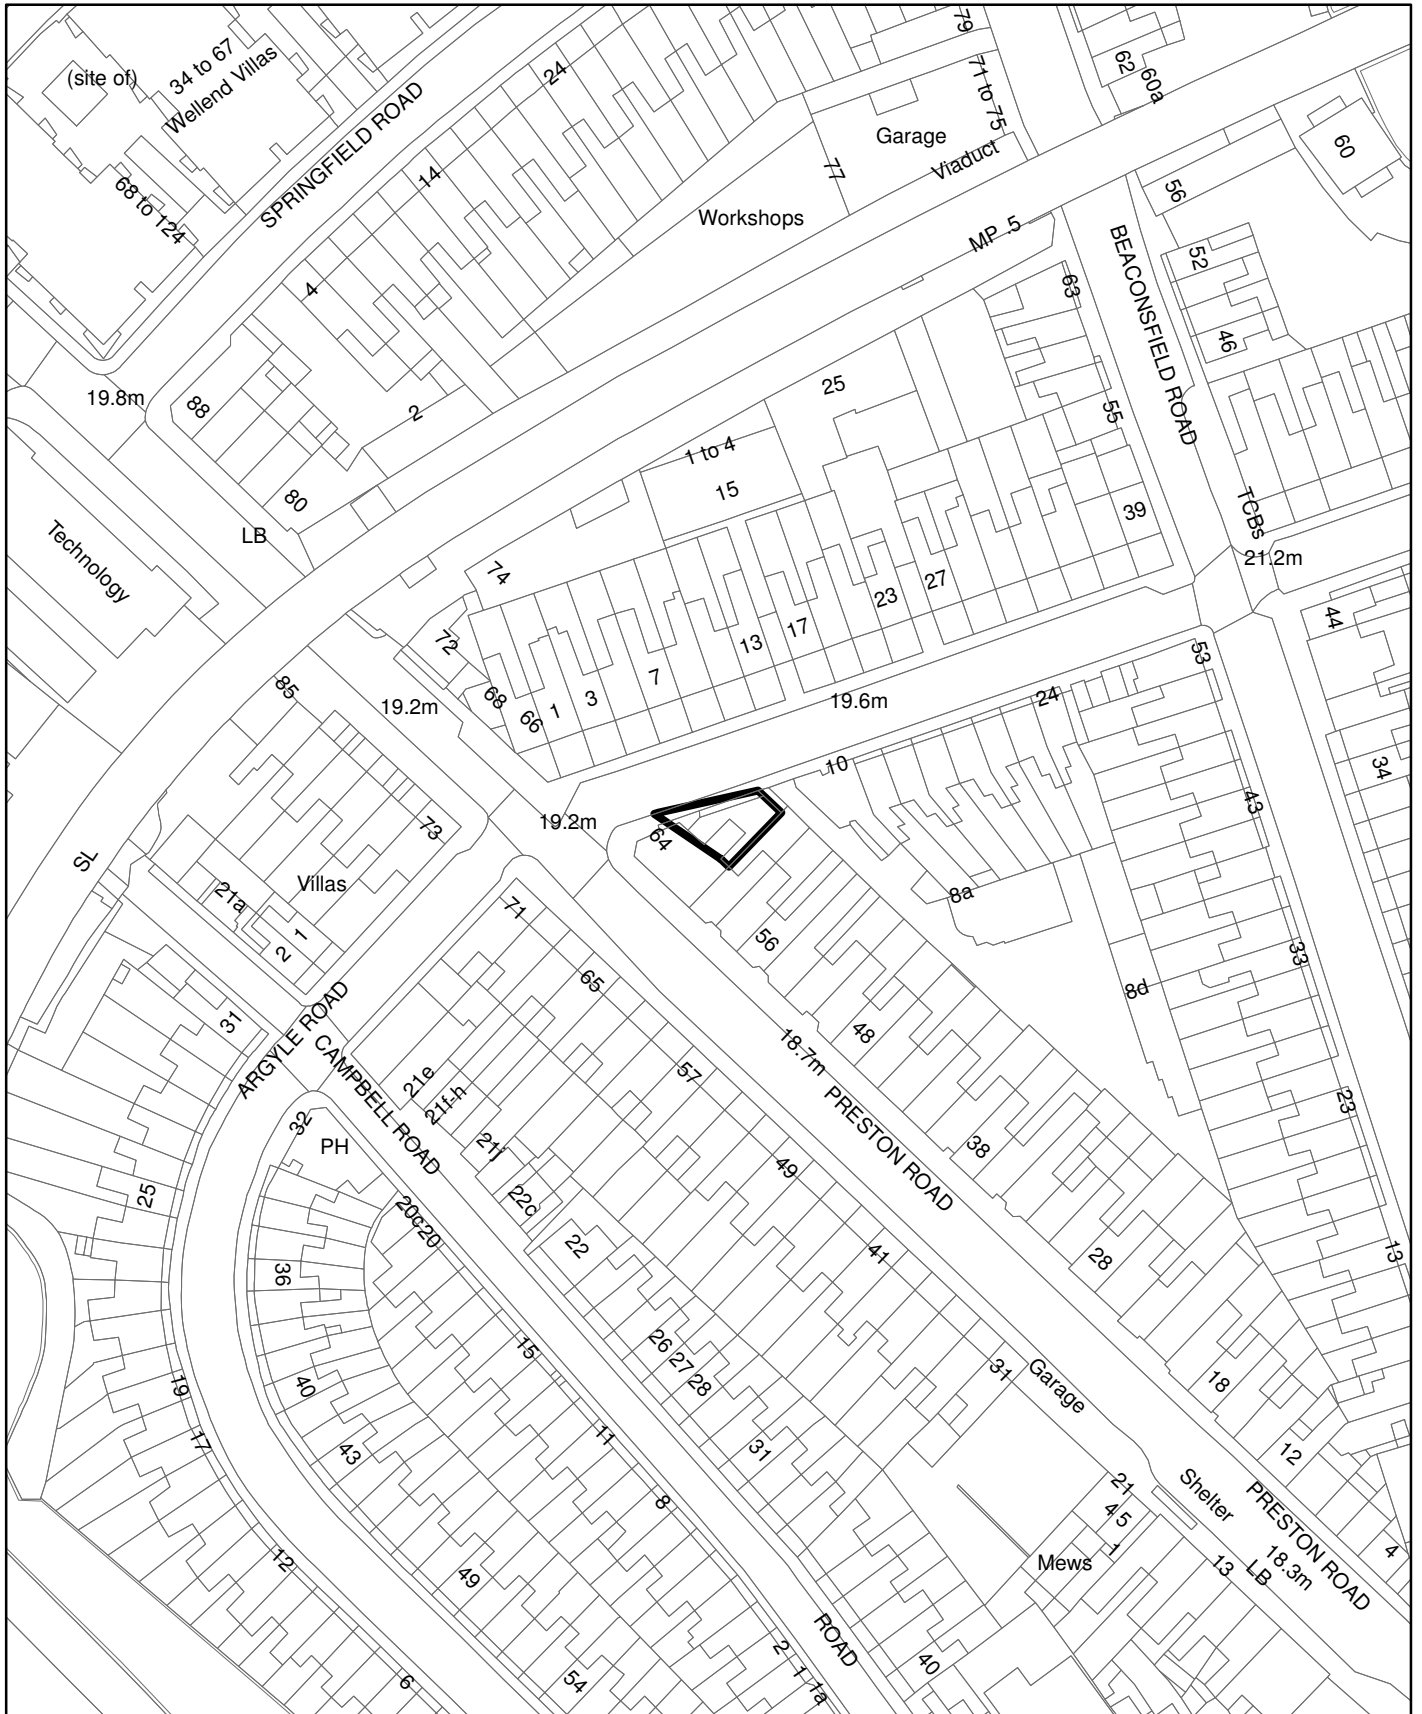 (site of)
34 to 67
Wellend Villas
68 to 124
SPRINGFIELD ROAD
24
14
4
2
79
71 to 75
Garage
Viaduct
77
Workshops
62
60a
60
56
MP .5
BEACONSFIELD ROAD
52
46
63
55
39
TCBs
21.2m
19.8m
88
80
LB
Technology
25
1 to 4
15
74
72
68
66
1
3
7
13
17
23
27
44
34
53
43
33
23
13
19.2m
19.6m
85
73
Villas
SL
21a
1
2
19.2m
64
10
24
8a
8d
71
65
57
49
41
31
Garage
56
48
18.7m
PRESTON ROAD
38
28
18
12
4
31
ARGYLE ROAD
CAMPBELL ROAD
21e
21f-h
21j
22c
22
32
PH
25
20c
20
36
40
43
19
17
12
6
49
54
15
11
8
2
1
1a
26
27
28
31
ROAD
40
Mews
21
4
5
1
Shelter
13
LB
18.3m
PRESTON ROAD